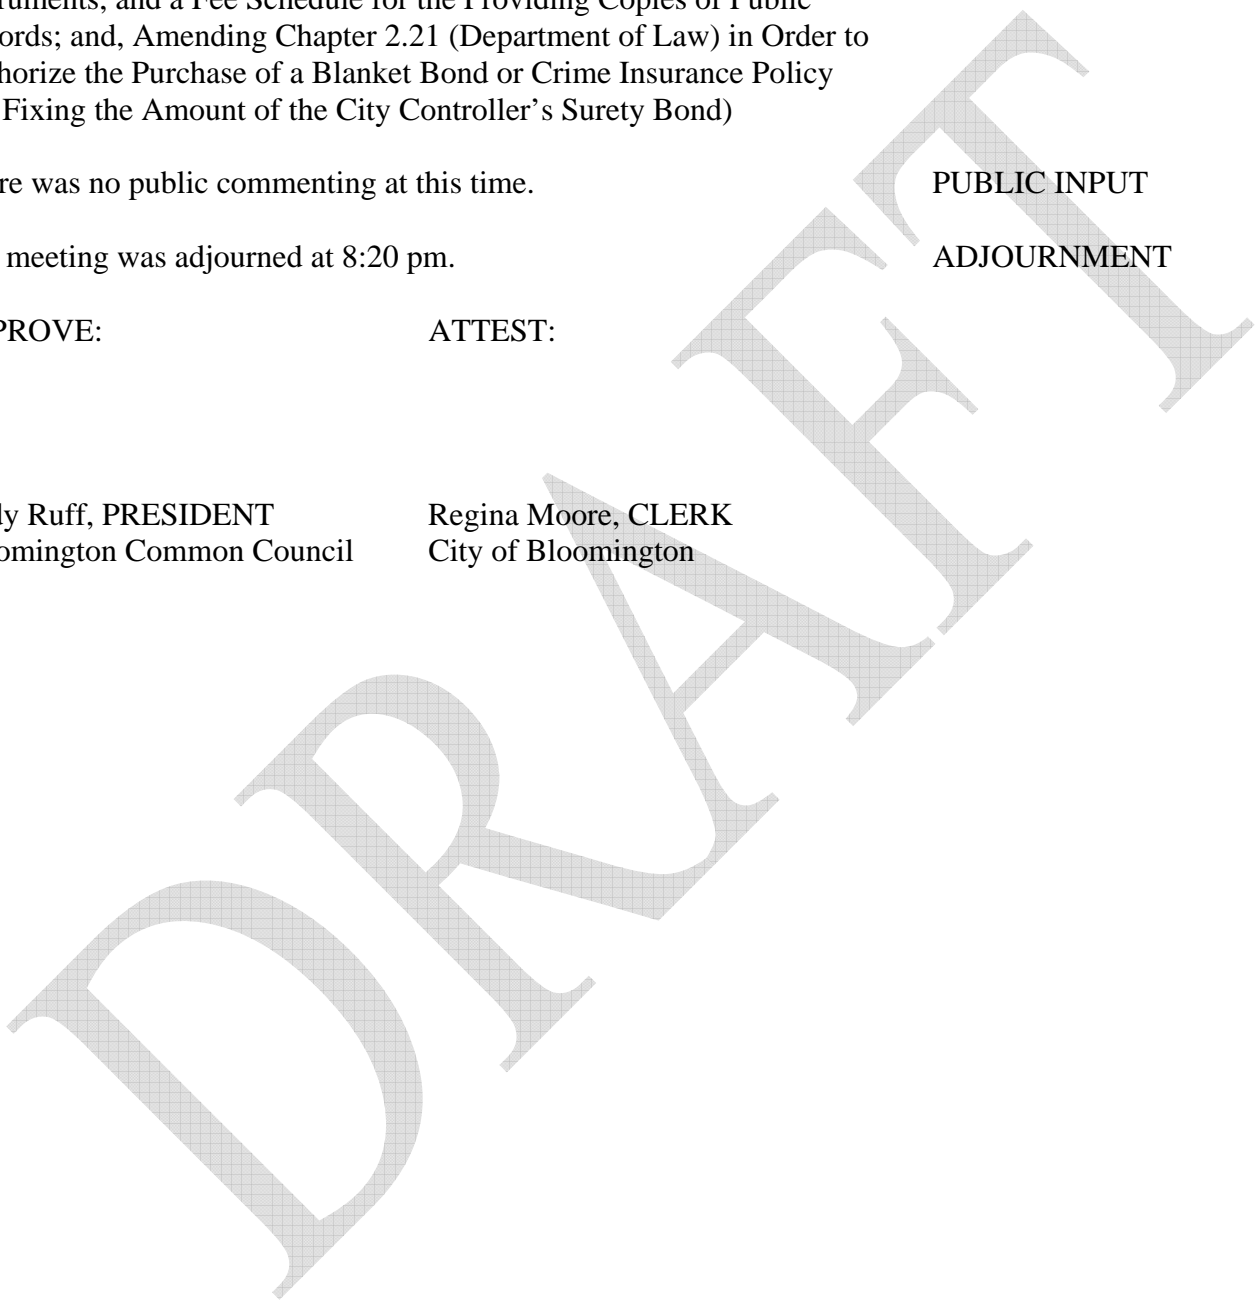 ruments, and a Fee Schedule for the Providing Copies of Public
ords; and, Amending Chapter 2.21 (Department of Law) in Order to
horize the Purchase of a Blanket Bond or Crime Insurance Policy
Fixing the Amount of the City Controller’s Surety Bond)
re was no public commenting at this time. PUBLIC INPUT
meeting was adjourned at 8:20 pm. ADJOURNMENT
PROVE: ATTEST:
dy Ruff, PRESIDENT Regina Moore, CLERK
omington Common Council City of Bloomington
DRAFT